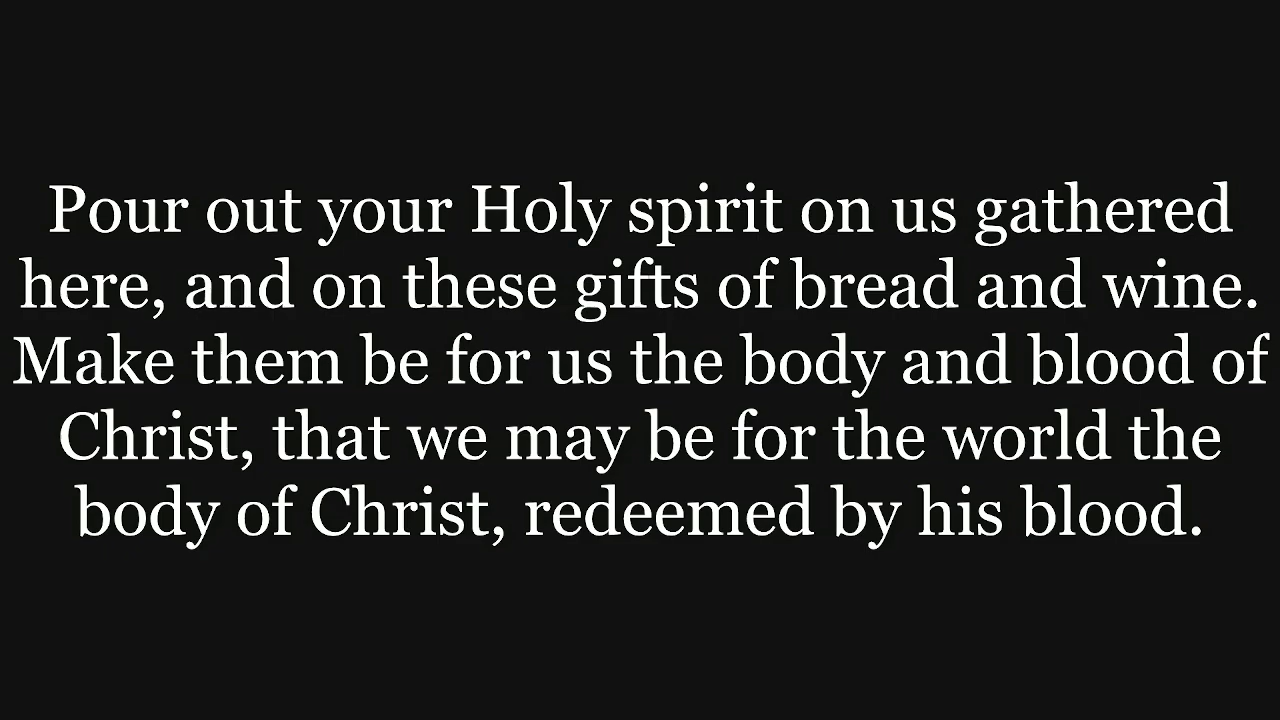 Pour out your Holy spirit on us gathered
here, and on these gifts of bread and wine.
Make them be for us the body and blood of
Christ, that we may be for the world the
body of Christ, redeemed by his blood.